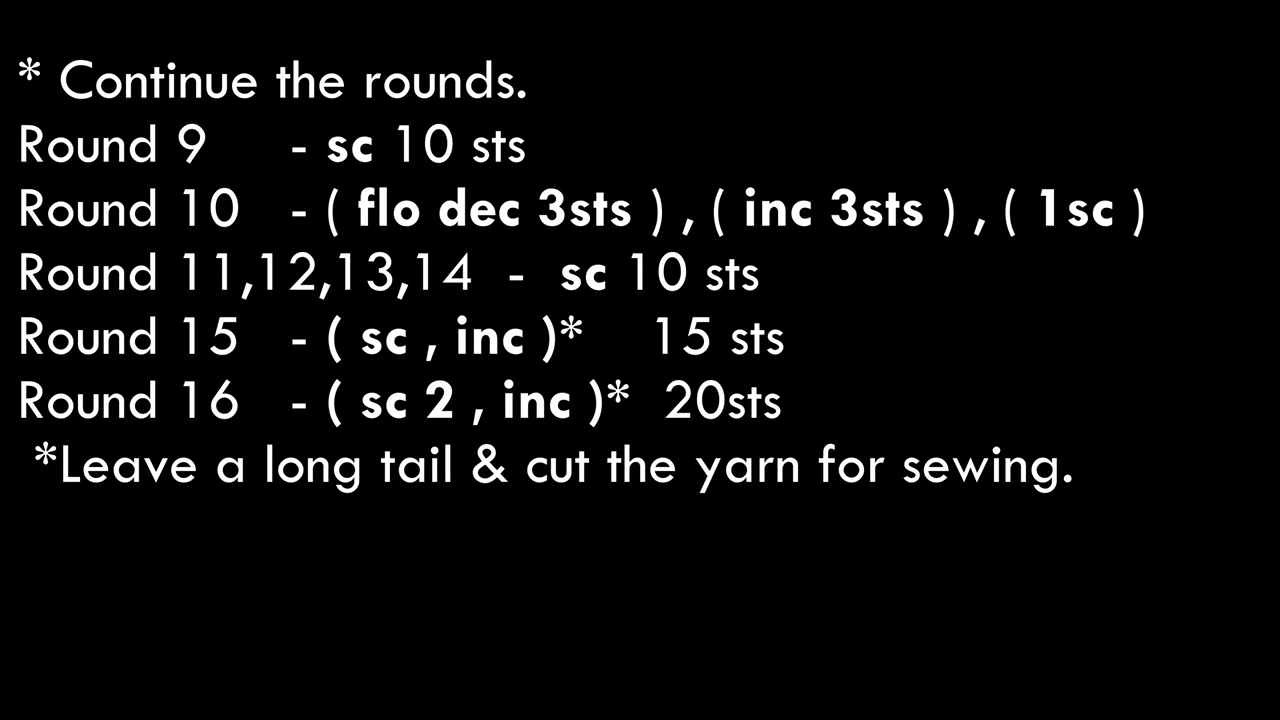 * Continue the rounds.
Round 9 - sc 10 sts
Round 10 - ( flo dec 3sts ) , ( inc 3sts ) , ( 1sc )
Round 11,12,13,14 - sc 10 sts
Round 15 - ( sc , inc )* 15 sts
Round 16 - ( sc 2 , inc )* 20sts
*Leave a long tail & cut the yarn for sewing.